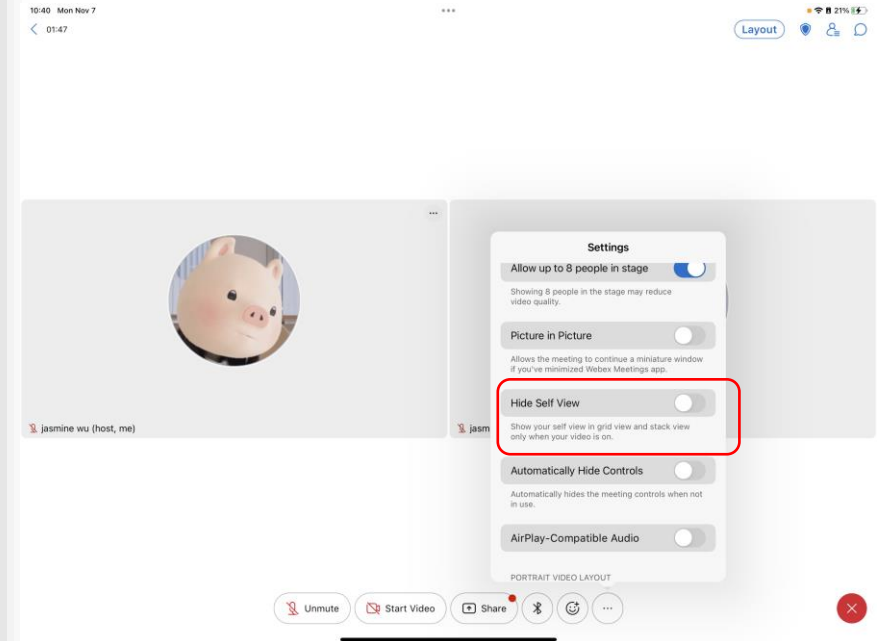 10:40 Mon Nov 7
21%
01:47
Layout
Settings
Allow up to 8 people in stage
Showing 8 people in the stage may reduce
video quality.
Picture in Picture
Allows the meeting to continue a miniature window
if you've minimized Webex Meetings app.
Hide Self View
Show your self view in grid view and stack view
only when your video is on.
jasmine wu (host, me)
jasm
Automatically Hide Controls
Automatically hides the meeting controls when not
in use.
AirPlay-Compatible Audio
PORTRAIT VIDEO LAYOUT
Unmute
Start Video
Share